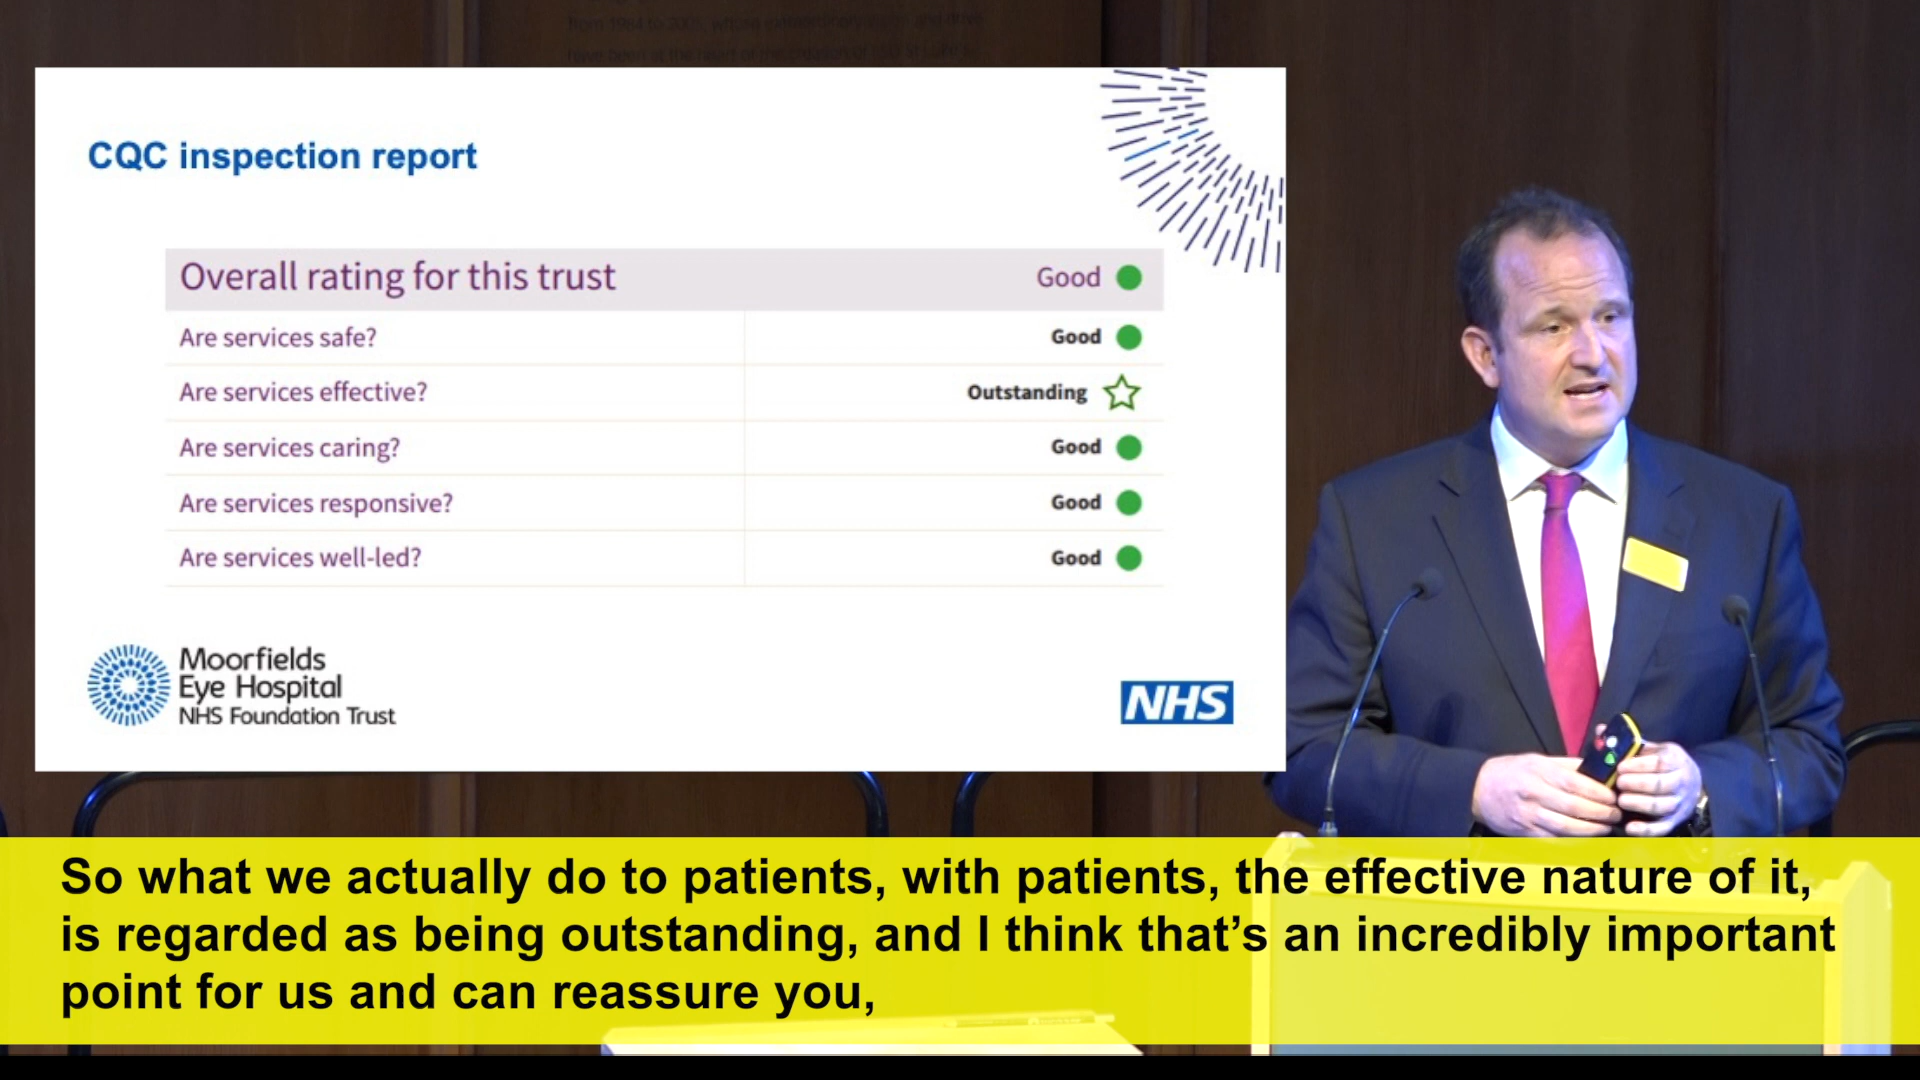 CQC inspection report
Overall rating for this trust Good
Are services safe? Good
Are services effective? Outstanding
Are services caring? Good
Are services responsive? Good
Are services well-led? Good
Moorfields
Eye Hospital
NHS Foundation Trust
NHS
So what we actually do to patients, with patients, the effective nature of it,
is regarded as being outstanding, and I think that’s an incredibly important
point for us and can reassure you,